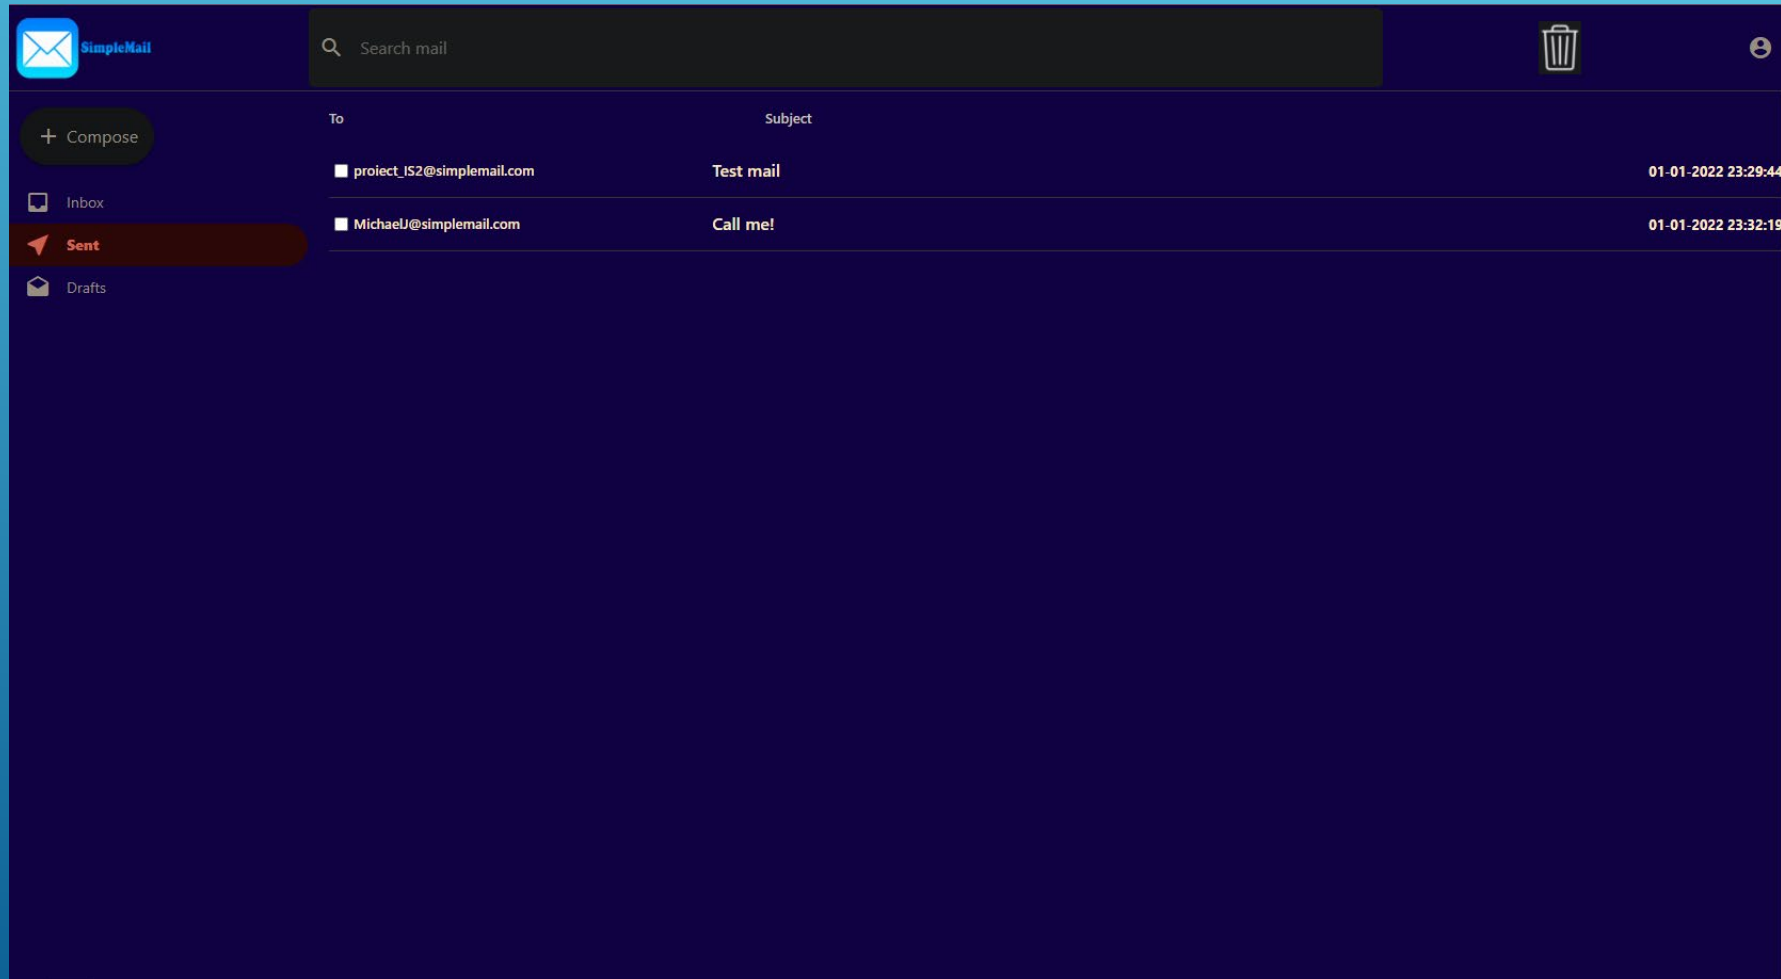 SimpleMail
Search mail
Compose
Inbox
Sent
Drafts
To Subject
proiect_IS2@simplemail.com Test mail 01-01-2022 23:29:44
MichaelJ@simplemail.com Call me! 01-01-2022 23:32:19